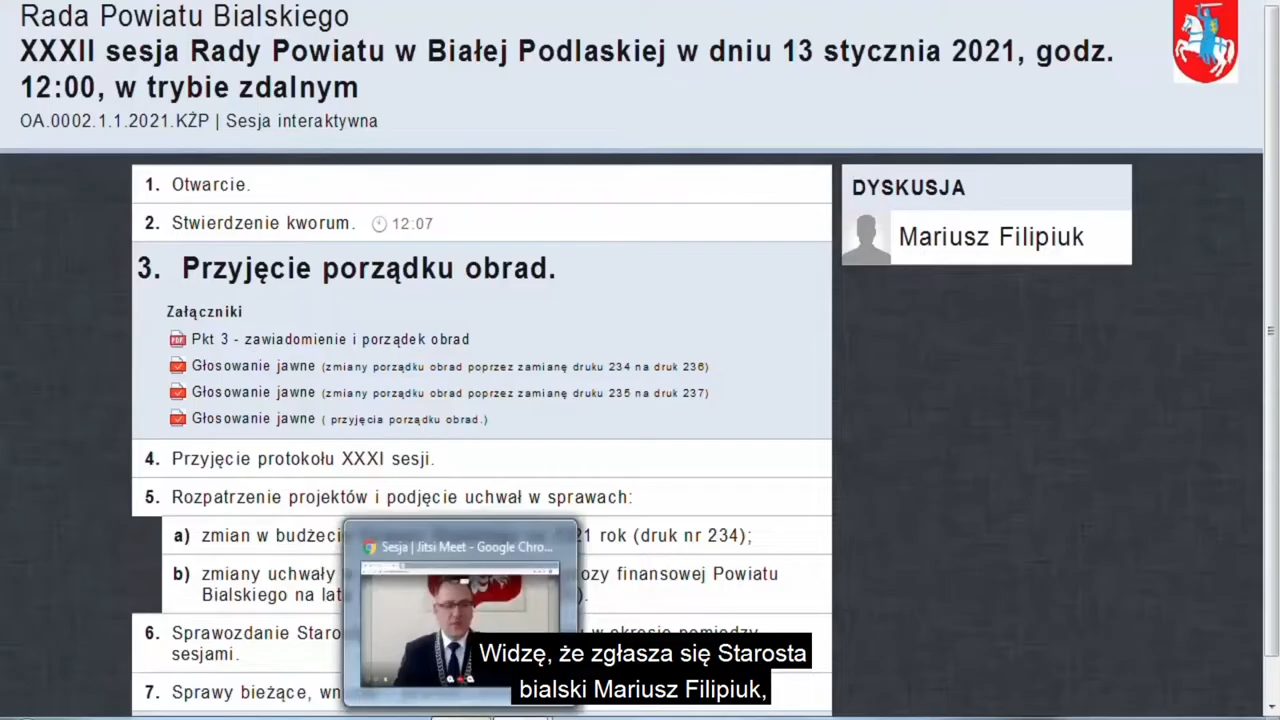 Rada Powiatu Bialskiego
XXXII sesja Rady Powiatu w Białej Podlaskiej w dniu 13 stycznia 2021, godz.
12:00, w trybie zdalnym
OA.0002.1.1.2021.KŻP | Sesja interaktywna
1. Otwarcie.
2. Stwierdzenie kworum. 12:07
3. Przyjęcie porządku obrad.
Załączniki
PDF Pkt 3 - zawiadomienie i porządek obrad
Głosowanie jawne (zmiany porządku obrad poprzez zamianę druku 234 na druk 236)
Głosowanie jawne (zmiany porządku obrad poprzez zamianę druku 235 na druk 237)
Głosowanie jawne ( przyjęcia porządku obrad.)
4. Przyjęcie protokołu XXXI sesji.
5. Rozpatrzenie projektów i podjęcie uchwał w sprawach:
a) zmian w budżeci 21 rok (druk nr 234);
b) zmiany uchwały ozy finansowej Powiatu
Bialskiego na lat ).
6. Sprawozdanie Staro w okresie pomiędzy
sesjami.
7. Sprawy bieżące, wn
DYSKUSJA
Mariusz Filipiuk
Sesja | Jitsi Meet - Google Chro...
Widzę, że zgłasza się Starosta
bialski Mariusz Filipiuk,